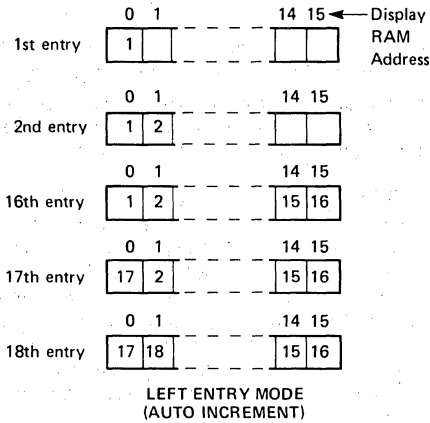 0 1 14 15 Display
1st entry 1 RAM
Address
0 1 14 15
2nd entry 1 2
0 1 14 15
16th entry 1 2 15 16
0 1 14 15
17th entry 17 2 15 16
0 1 14 15
18th entry 17 18 15 16
LEFT ENTRY MODE
(AUTO INCREMENT)